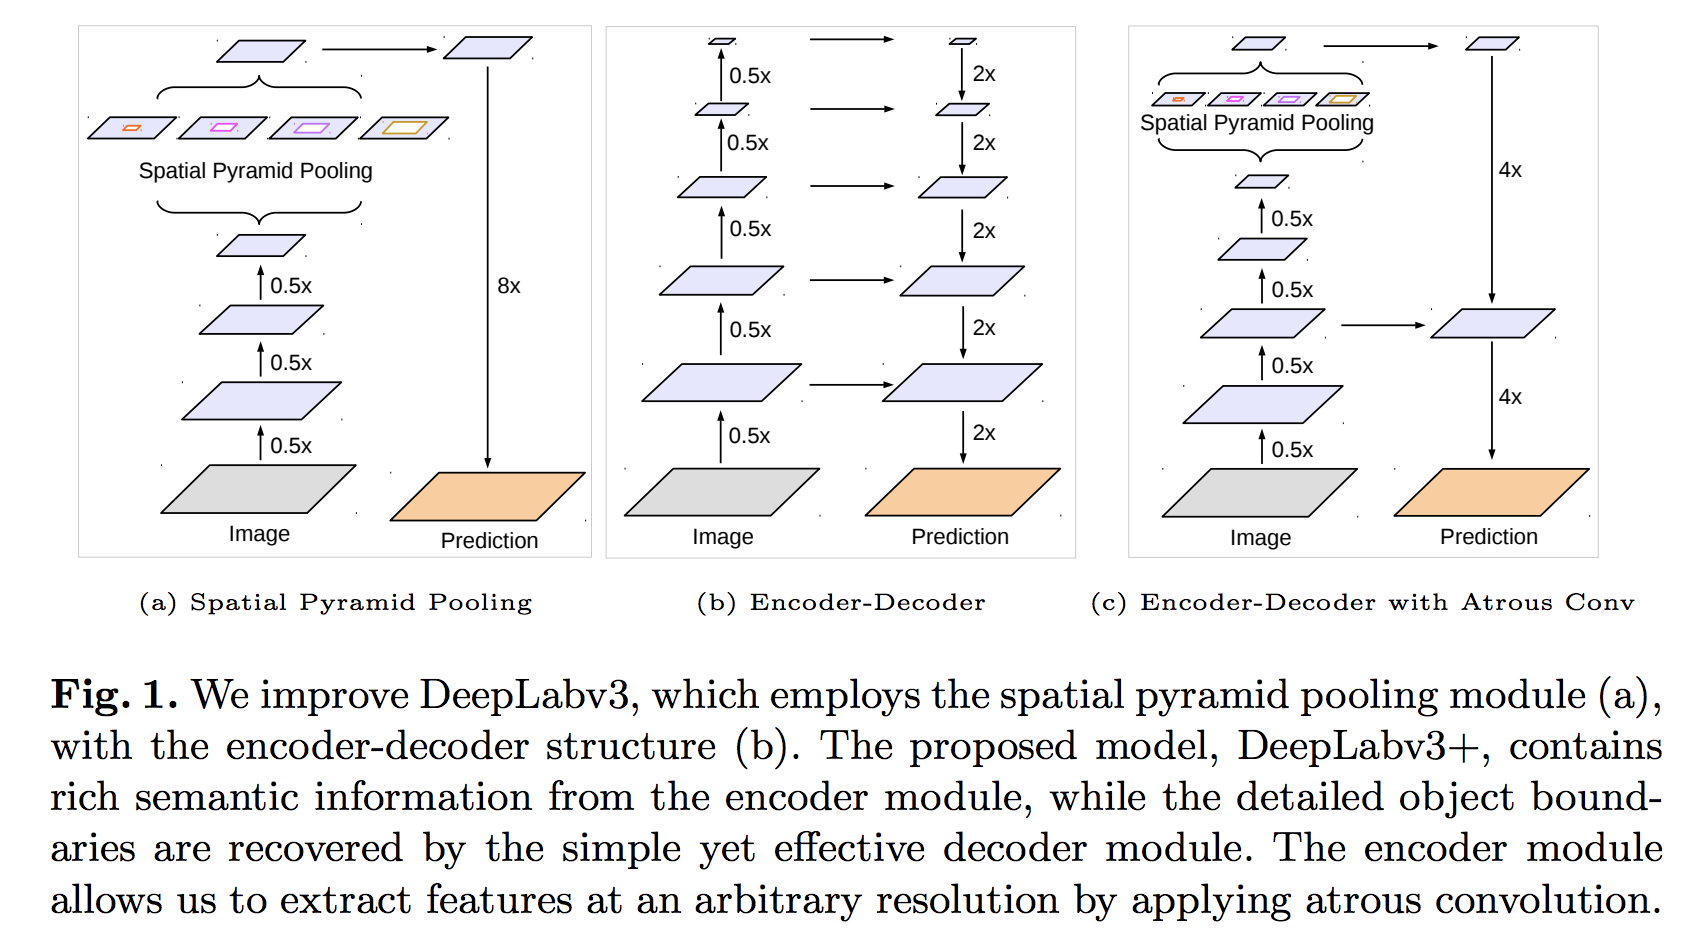 Spatial Pyramid Pooling
0.5x
0.5x
0.5x
8x
Image
Prediction
0.5x
0.5x
0.5x
0.5x
0.5x
2x
2x
2x
2x
2x
Image
Prediction
Spatial Pyramid Pooling
0.5x
0.5x
0.5x
0.5x
4x
4x
Image
Prediction
(a) Spatial Pyramid Pooling
(b) Encoder-Decoder
(c) Encoder-Decoder with Atrous Conv
Fig. 1. We improve DeepLabv3, which employs the spatial pyramid pooling module (a),
with the encoder-decoder structure (b). The proposed model, DeepLabv3+, contains
rich semantic information from the encoder module, while the detailed object bound-
aries are recovered by the simple yet effective decoder module. The encoder module
allows us to extract features at an arbitrary resolution by applying atrous convolution.